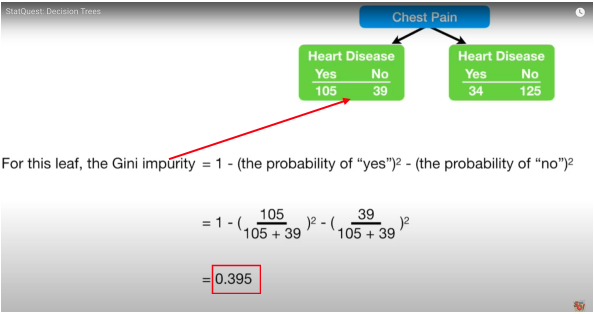 StatQuest: Decision Trees
Chest Pain
Heart Disease
Yes No
105 39
Heart Disease
Yes No
34 125
For this leaf, the Gini impurity = 1 - (the probability of “yes”)² - (the probability of “no”)²
= 1 - ( 105 / 105 + 39 )² - ( 39 / 105 + 39 )²
= 0.395